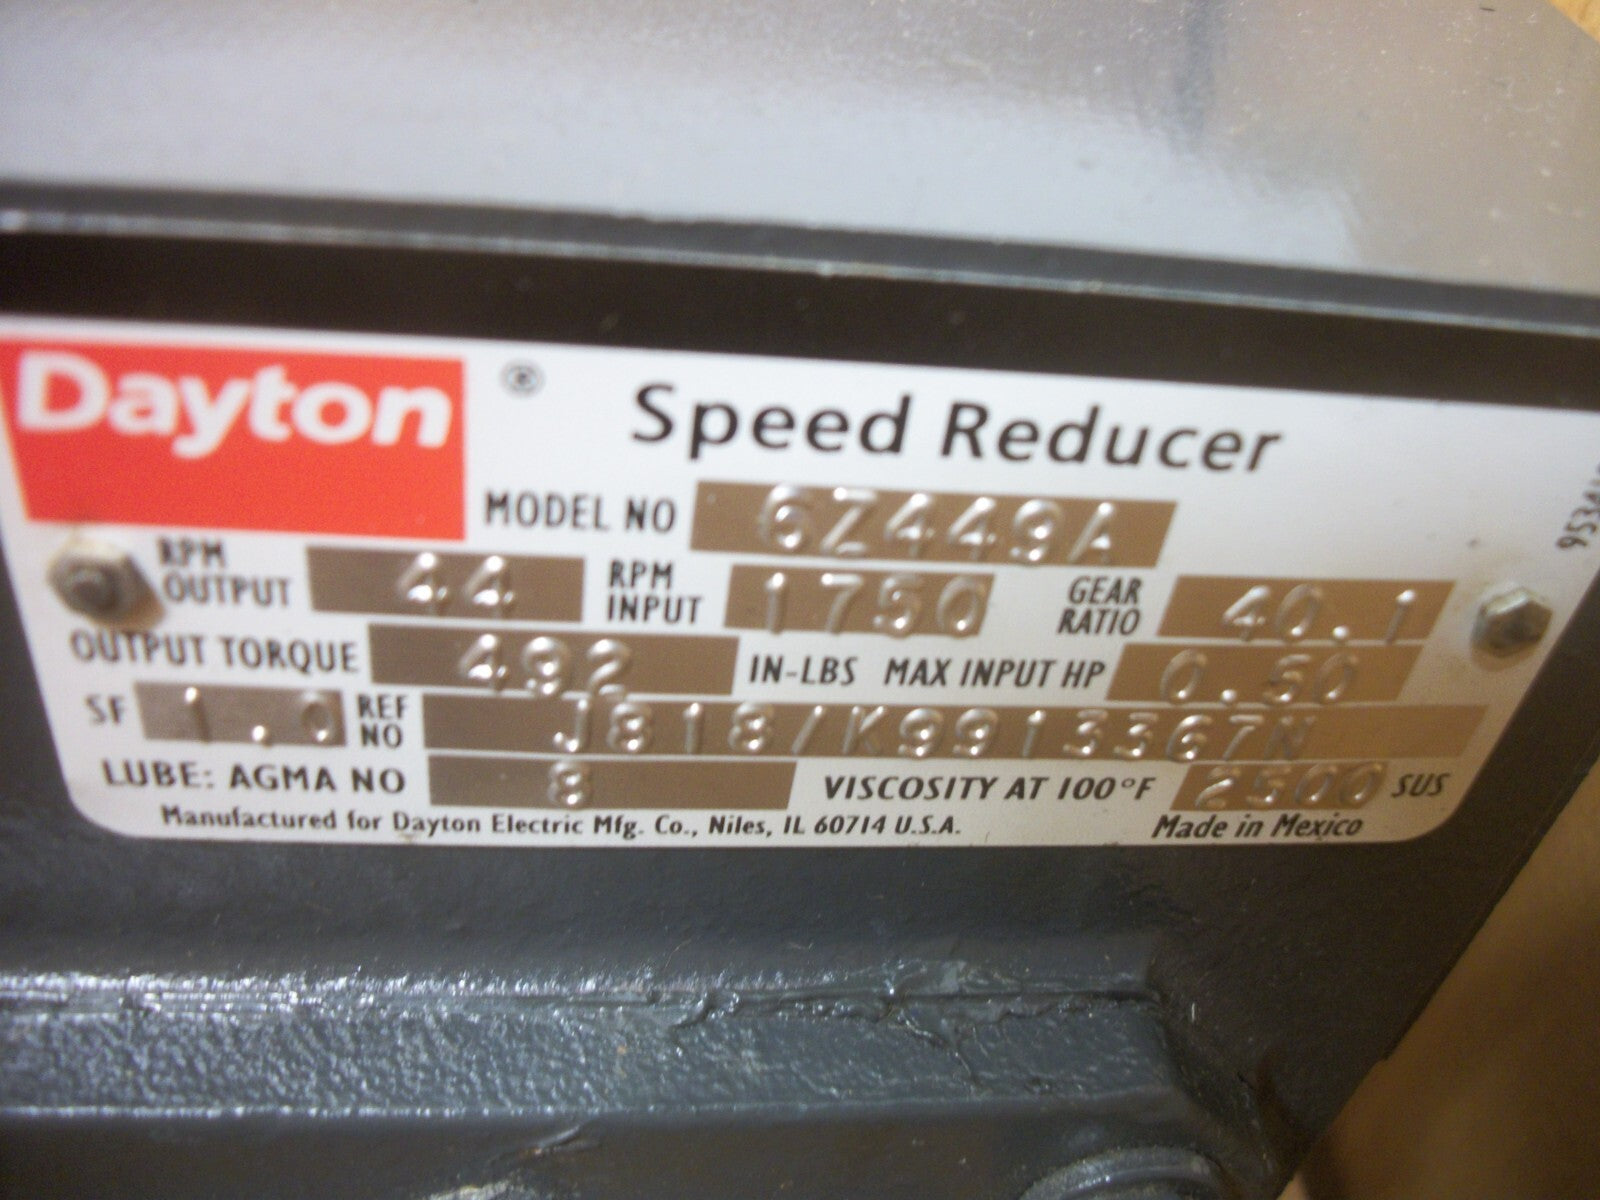 Dayton ® Speed Reducer
MODEL NO 6Z449A
RPM OUTPUT 44 RPM INPUT 1750 GEAR RATIO 40.1
OUTPUT TORQUE 492 IN-LBS MAX INPUT HP 0.50
SF 1.0 REF NO J818/K9913367N
LUBE: AGMA NO 8 VISCOSITY AT 100°F 2500 SUS
Manufactured for Dayton Electric Mfg. Co., Niles, IL 60714 U.S.A. Made in Mexico